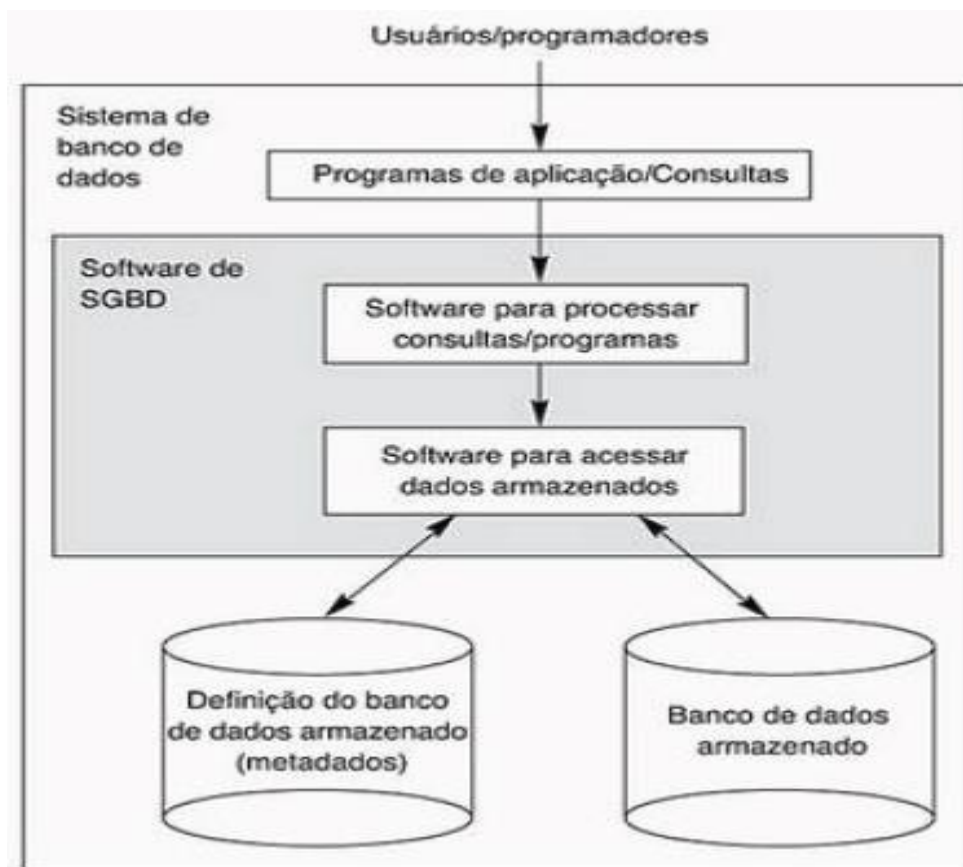 Usuários/programadores
Sistema de
banco de
dados
Programas de aplicação/Consultas
Software de
SGBD
Software para processar
consultas/programas
Software para acessar
dados armazenados
Definição do banco
de dados armazenado
(metadados)
Banco de dados
armazenado